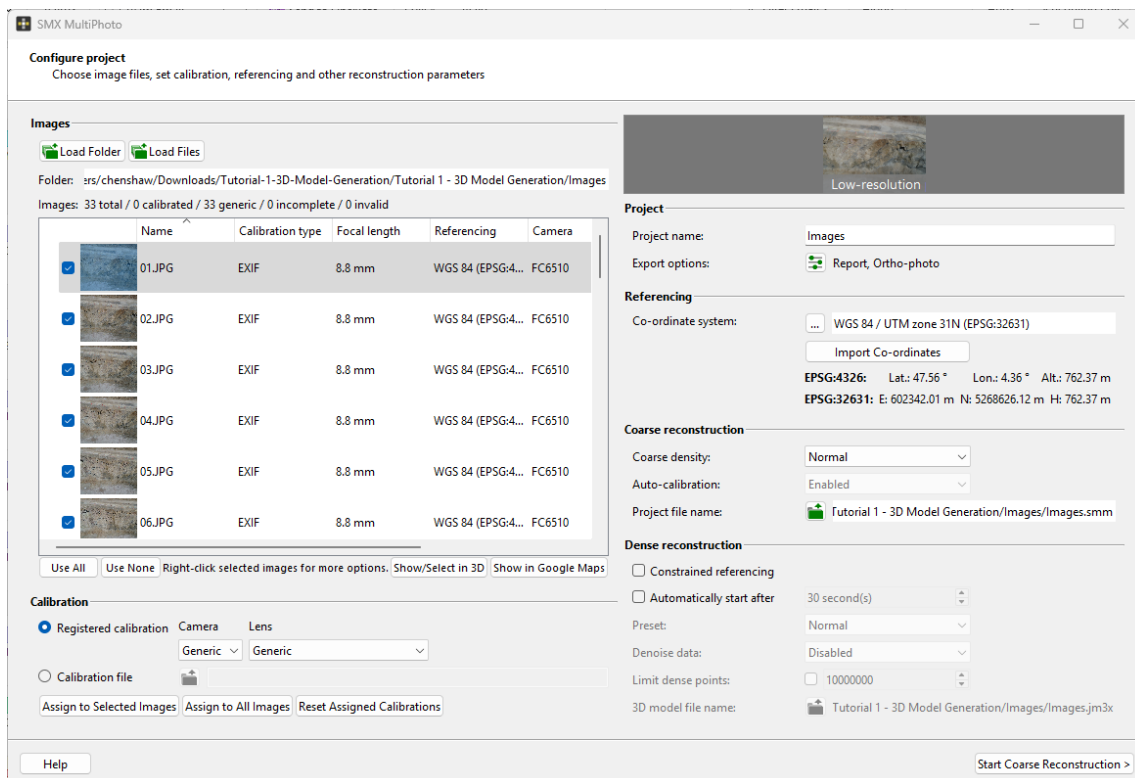 SMX MultiPhoto
Configure project
Choose image files, set calibration, referencing and other reconstruction parameters
Images
Load Folder Load Files
Folder: ers/chenshaw/Downloads/Tutorial-1-3D-Model-Generation/Tutorial 1 - 3D Model Generation/Images
Images: 33 total / 0 calibrated / 33 generic / 0 incomplete / 0 invalid
Name Calibration type Focal length Referencing Camera
01.JPG EXIF 8.8 mm WGS 84 (EPSG:4... FC6510
02.JPG EXIF 8.8 mm WGS 84 (EPSG:4... FC6510
03.JPG EXIF 8.8 mm WGS 84 (EPSG:4... FC6510
04.JPG EXIF 8.8 mm WGS 84 (EPSG:4... FC6510
05.JPG EXIF 8.8 mm WGS 84 (EPSG:4... FC6510
06.JPG EXIF 8.8 mm WGS 84 (EPSG:4... FC6510
Use All Use None Right-click selected images for more options. Show/Select in 3D Show in Google Maps
Calibration
Registered calibration Camera Lens
Generic Generic
Calibration file
Assign to Selected Images Assign to All Images Reset Assigned Calibrations
Low-resolution
Project
Project name: Images
Export options: Report, Ortho-photo
Referencing
Co-ordinate system: ... WGS 84 / UTM zone 31N (EPSG:32631)
Import Co-ordinates
EPSG:4326: Lat.: 47.56 ° Lon.: 4.36 ° Alt.: 762.37 m
EPSG:32631: E: 602342.01 m N: 5268626.12 m H: 762.37 m
Coarse reconstruction
Coarse density: Normal
Auto-calibration: Enabled
Project file name: Tutorial 1 - 3D Model Generation/Images/Images.smm
Dense reconstruction
Constrained referencing
Automatically start after 30 second(s)
Preset: Normal
Denoise data: Disabled
Limit dense points: 10000000
3D model file name: Tutorial 1 - 3D Model Generation/Images/Images.jm3x
Help
Start Coarse Reconstruction >